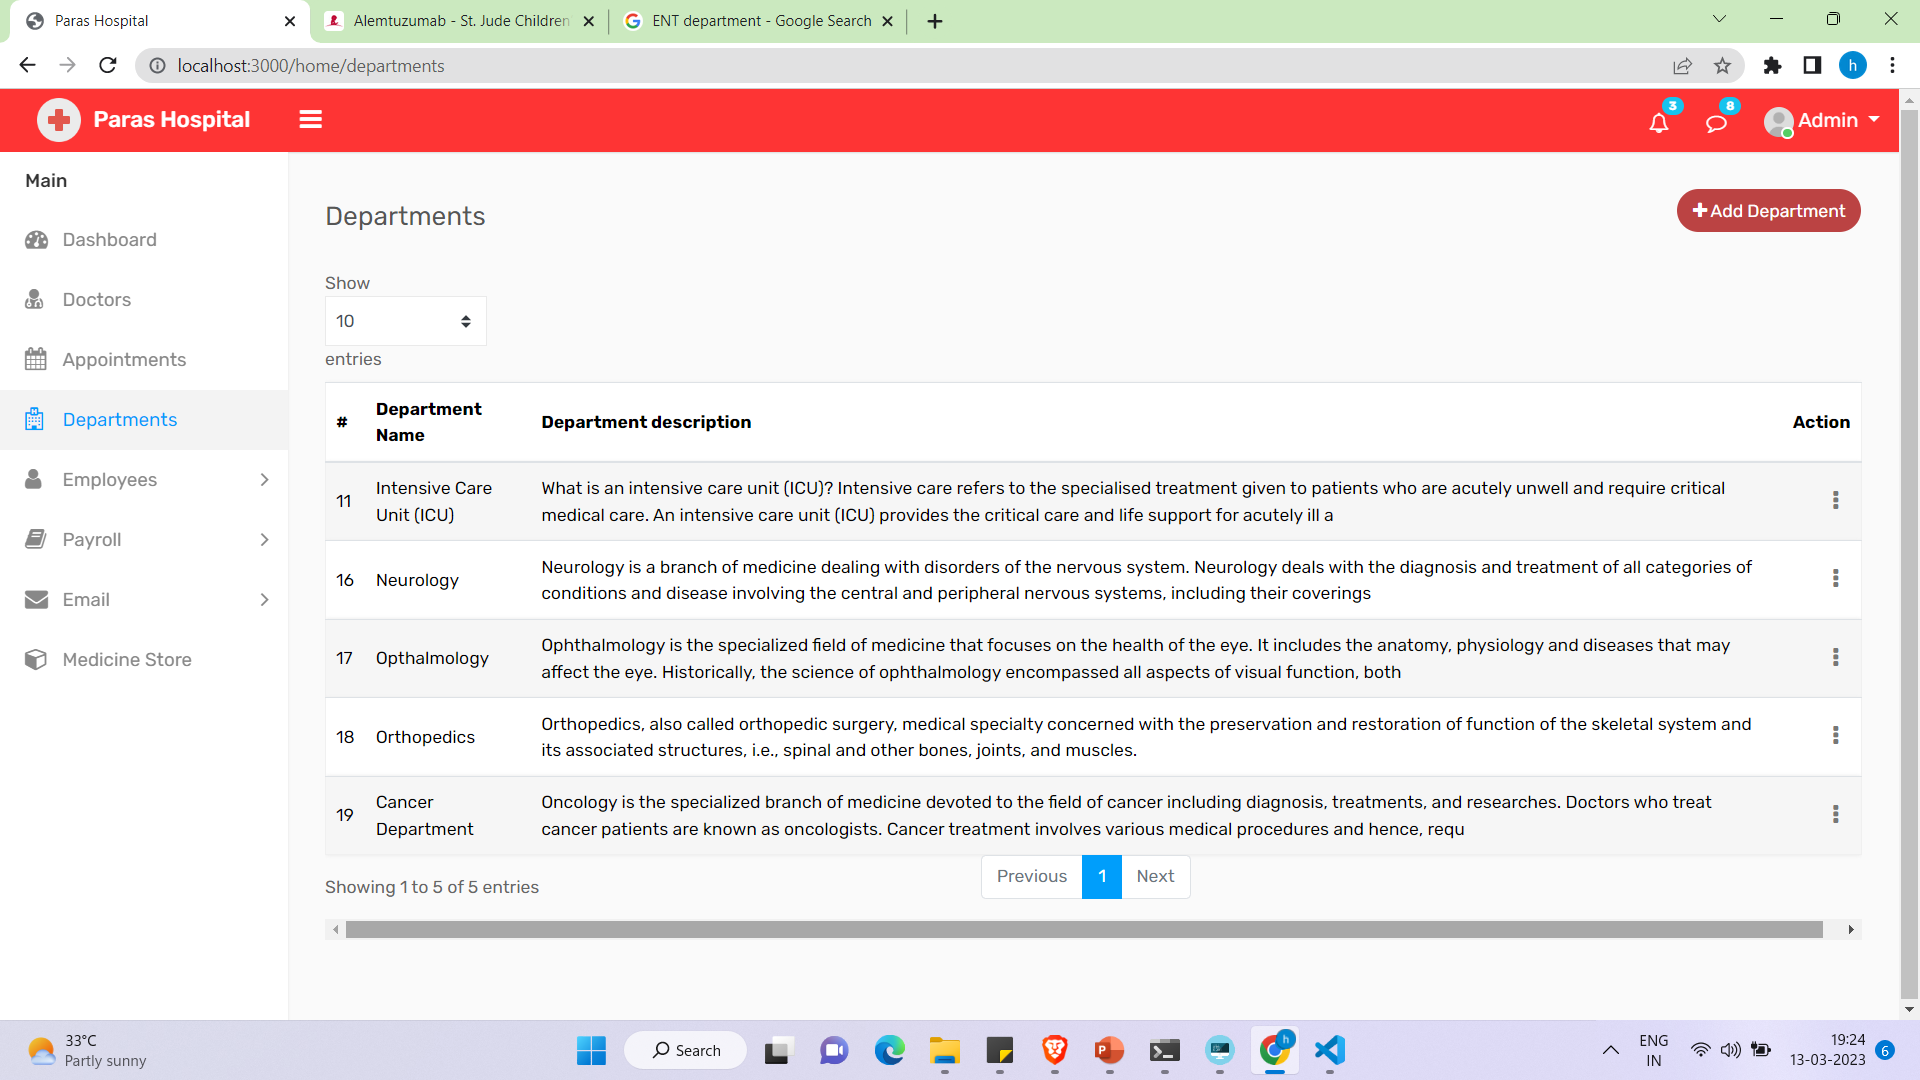 Paras Hospital
Alemtuzumab - St. Jude Children
ENT department - Google Search
localhost:3000/home/departments
h
Paras Hospital
3
8
Admin
Main
Dashboard
Doctors
Appointments
Departments
Employees
Payroll
Email
Medicine Store
Departments
Add Department
Show
10
entries
# Department Name Department description Action
11 Intensive Care Unit (ICU) What is an intensive care unit (ICU)? Intensive care refers to the specialised treatment given to patients who are acutely unwell and require critical
medical care. An intensive care unit (ICU) provides the critical care and life support for acutely ill a
16 Neurology Neurology is a branch of medicine dealing with disorders of the nervous system. Neurology deals with the diagnosis and treatment of all categories of
conditions and disease involving the central and peripheral nervous systems, including their coverings
17 Opthalmology Ophthalmology is the specialized field of medicine that focuses on the health of the eye. It includes the anatomy, physiology and diseases that may
affect the eye. Historically, the science of ophthalmology encompassed all aspects of visual function, both
18 Orthopedics Orthopedics, also called orthopedic surgery, medical specialty concerned with the preservation and restoration of function of the skeletal system and
its associated structures, i.e., spinal and other bones, joints, and muscles.
19 Cancer Department Oncology is the specialized branch of medicine devoted to the field of cancer including diagnosis, treatments, and researches. Doctors who treat
cancer patients are known as oncologists. Cancer treatment involves various medical procedures and hence, requ
Showing 1 to 5 of 5 entries
Previous 1 Next
33°C
Partly sunny
Search
h
ENG
IN
19:24
13-03-2023
6